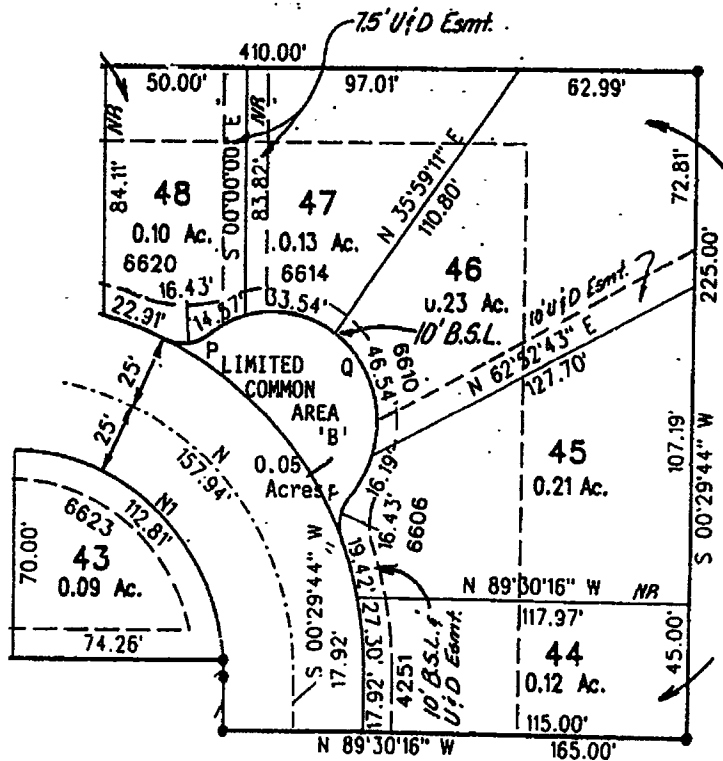 7.5' U&D Esmt.
410.00'
50.00'
97.01'
62.99'
NR
84.11'
S 00°00'00" E
NR
83.82'
48
0.10 Ac.
6620
16.43'
14.67'
22.91'
47
0.13 Ac.
6614
33.54'
N 35°59'11" E
110.80'
46
0.23 Ac.
10' B.S.L.
72.81'
225.00'
10' U&D Esmt.
N 62°52'43" E
127.70'
P
Q
LIMITED
COMMON
AREA
'B'
0.05
Acres±
6610
46.54'
16.19'
16.43'
6606
19.42'
25'
25'
N
157.94'
N1
112.81'
6623
43
0.09 Ac.
70.00'
74.26'
45
0.21 Ac.
107.19'
S 00°29'44" W
S 00°29'44" W
17.92'
N 89°30'16" W NR
117.97'
27.30'
17.92'
4251
10' B.S.L. &
U&D Esmt.
44
0.12 Ac.
45.00'
115.00'
N 89°30'16" W
165.00'